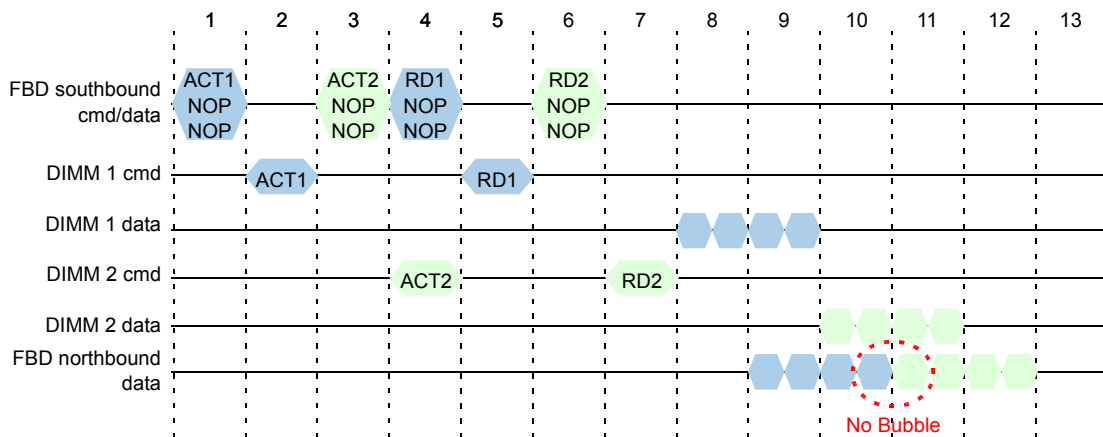 1 2 3 4 5 6 7 8 9 10 11 12 13
FBD southbound
cmd/data
ACT1
NOP
NOP
ACT2
NOP
NOP
RD1
NOP
NOP
RD2
NOP
NOP
DIMM 1 cmd
ACT1
RD1
DIMM 1 data
DIMM 2 cmd
ACT2
RD2
DIMM 2 data
FBD northbound
data
No Bubble